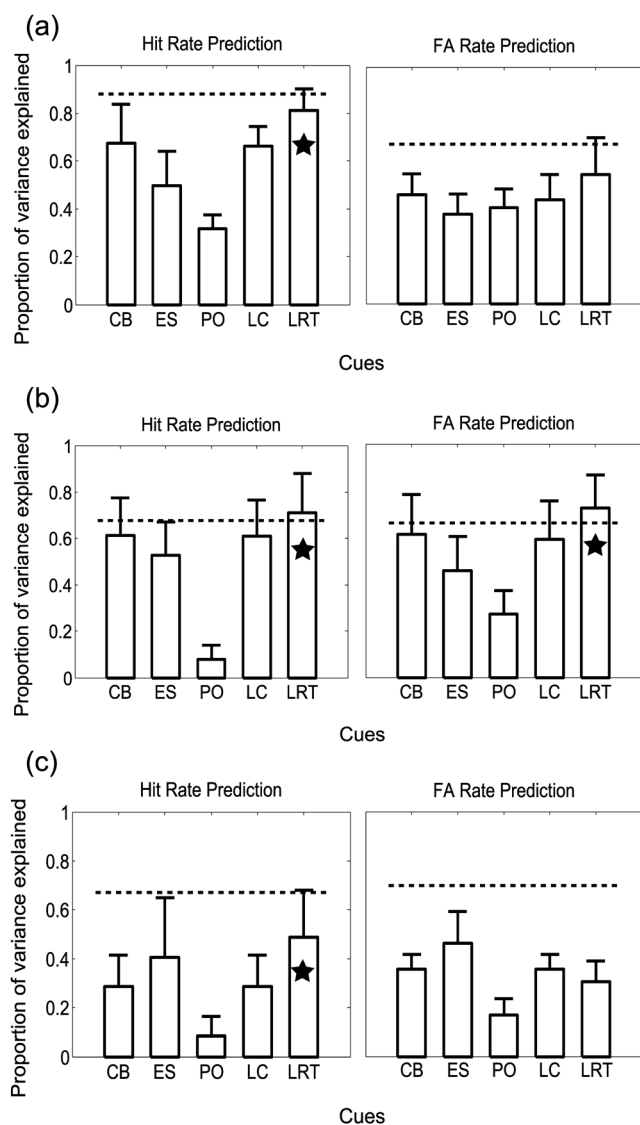 (a)
Hit Rate Prediction
FA Rate Prediction
Proportion of variance explained
1
0.8
0.6
0.4
0.2
0
CB ES PO LC LRT
CB ES PO LC LRT
Cues
(b)
Hit Rate Prediction
FA Rate Prediction
Proportion of variance explained
1
0.8
0.6
0.4
0.2
0
CB ES PO LC LRT
CB ES PO LC LRT
Cues
(c)
Hit Rate Prediction
FA Rate Prediction
Proportion of variance explained
1
0.8
0.6
0.4
0.2
0
CB ES PO LC LRT
CB ES PO LC LRT
Cues